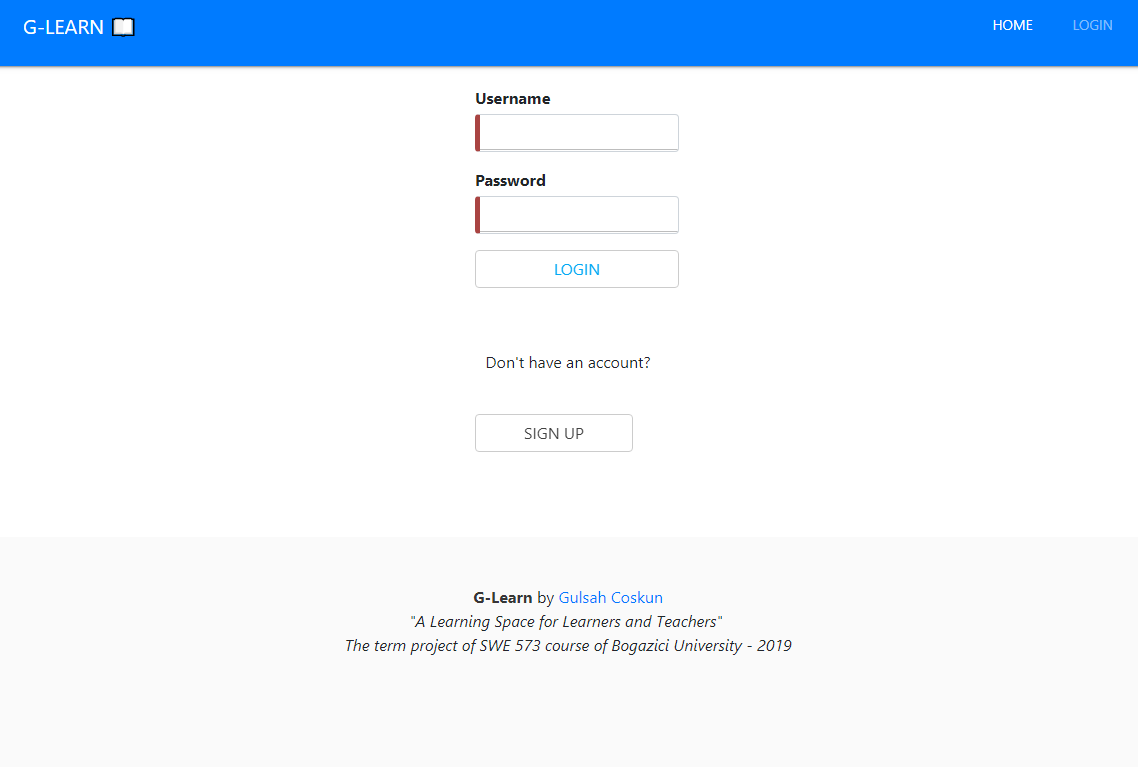 G-LEARN
HOME
LOGIN
Username
Password
LOGIN
Don't have an account?
SIGN UP
G-Learn by Gulsah Coskun
"A Learning Space for Learners and Teachers"
The term project of SWE 573 course of Bogazici University - 2019